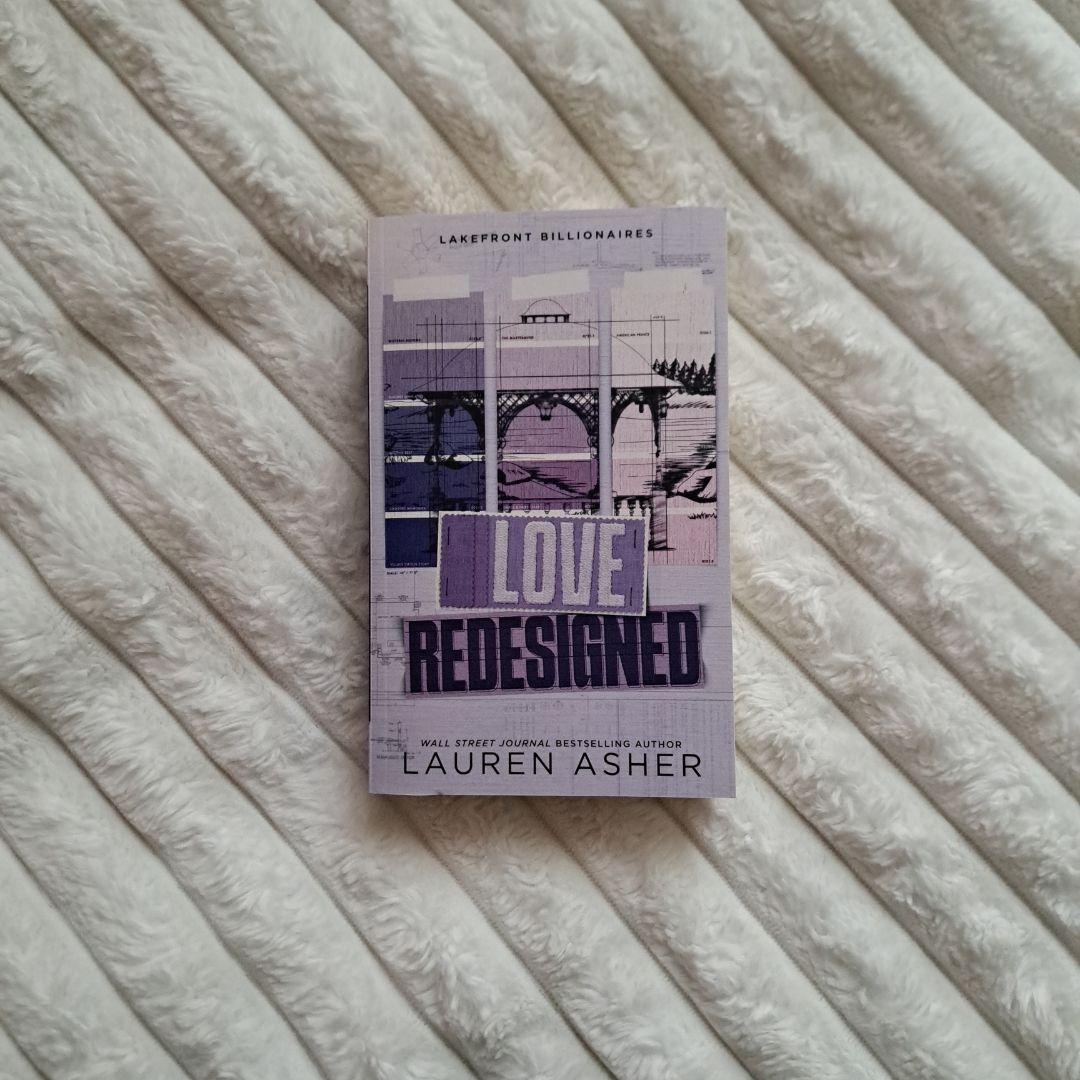 LAKEFRONT BILLIONAIRES
LOVE
REDESIGNED
WALL STREET JOURNAL BESTSELLING AUTHOR
LAUREN ASHER